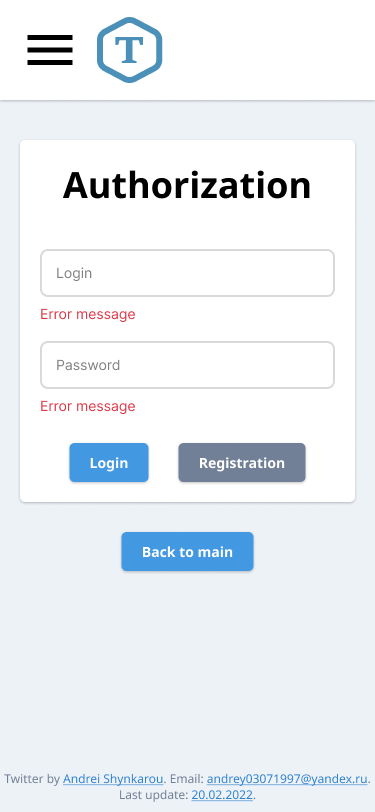 T
Authorization
Login
Error message
Password
Error message
Login Registration
Back to main
Twitter by Andrei Shynkarou. Email: andrey03071997@yandex.ru.
Last update: 20.02.2022.